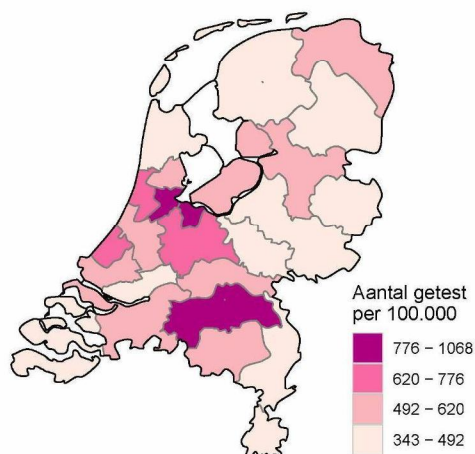 Aantal getest
per 100.000
776 – 1068
620 – 776
492 – 620
343 – 492